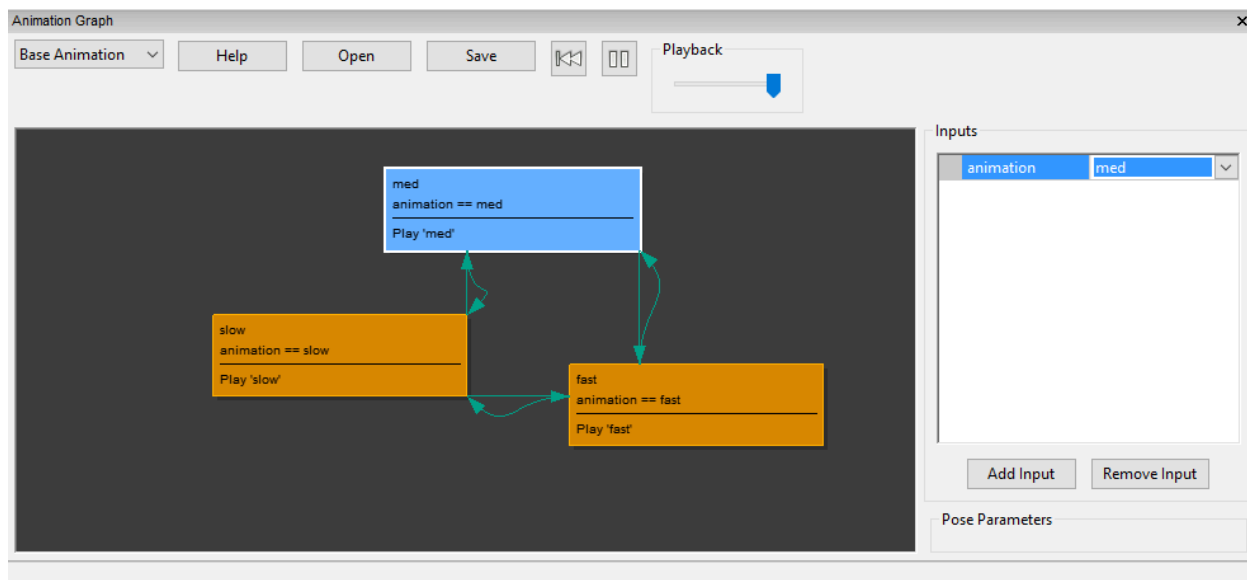 Animation Graph
Base Animation
Help
Open
Save
Playback
Inputs
animation
med
med
animation == med
Play 'med'
slow
animation == slow
Play 'slow'
fast
animation == fast
Play 'fast'
Add Input
Remove Input
Pose Parameters